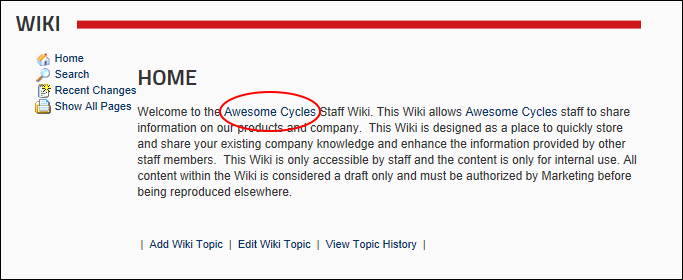 WIKI
Home
Search
Recent Changes
Show All Pages
HOME
Welcome to the Awesome Cycles Staff Wiki. This Wiki allows Awesome Cycles staff to share
information on our products and company.  This Wiki is designed as a place to quickly store
and share your existing company knowledge and enhance the information provided by other
staff members.  This Wiki is only accessible by staff and the content is only for internal use. All
content within the Wiki is considered a draft only and must be authorized by Marketing before
being reproduced elsewhere.
| Add Wiki Topic | Edit Wiki Topic | View Topic History |